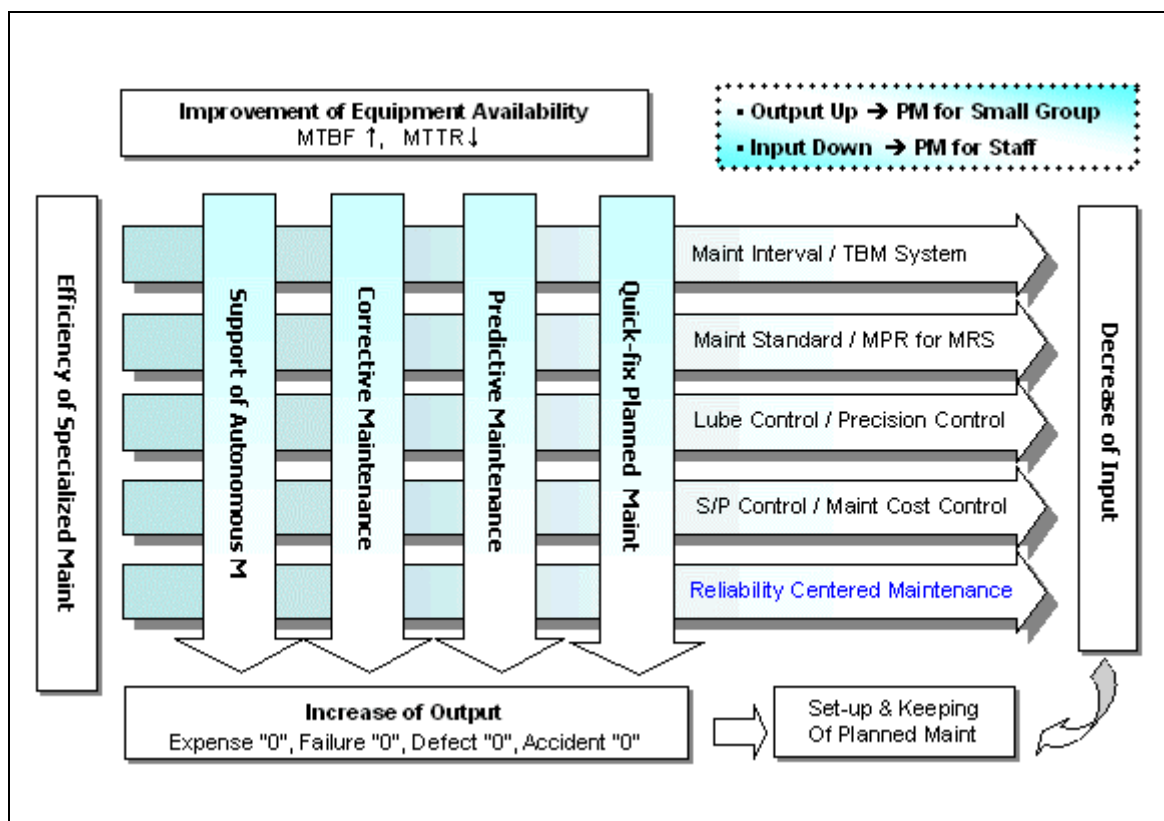 Improvement of Equipment Availability
MTBF ↑, MTTR↓
▪ Output Up → PM for Small Group
▪ Input Down → PM for Staff
Efficiency of Specialized Maint
Support of Autonomous M
Corrective Maintenance
Predictive Maintenance
Quick-fix Planned Maint
Maint Interval / TBM System
Maint Standard / MPR for MRS
Lube Control / Precision Control
S/P Control / Maint Cost Control
Reliability Centered Maintenance
Decrease of Input
Increase of Output
Expense "0", Failure "0", Defect "0", Accident "0"
Set-up & Keeping
Of Planned Maint